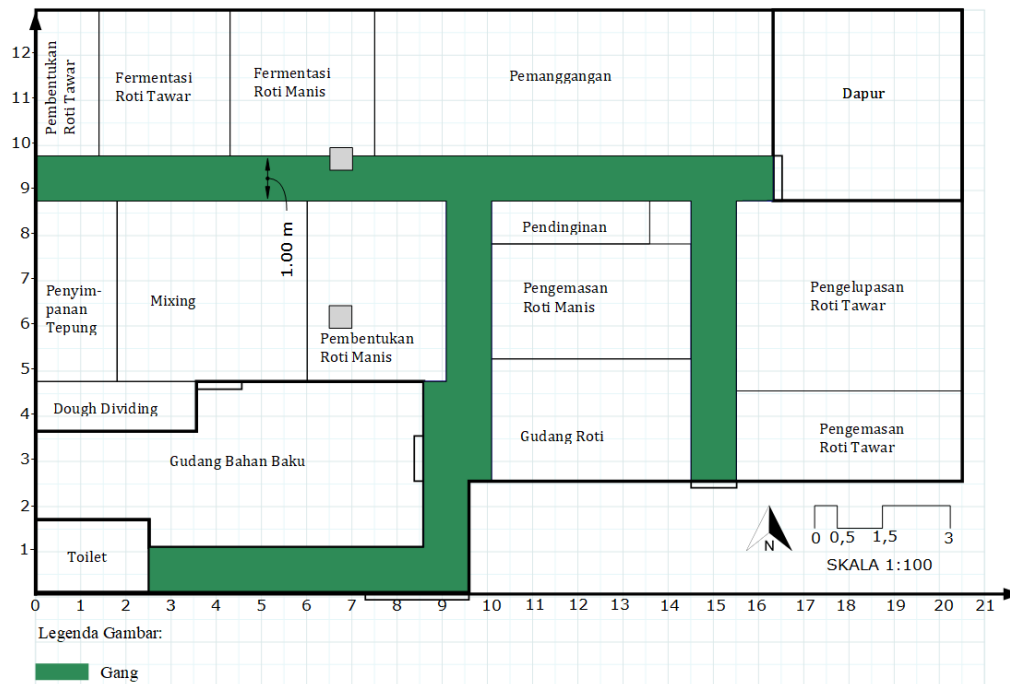 12
11
10
9
8
7
6
5
4
3
2
1
Pembentukan
Roti Tawar
Fermentasi
Roti Tawar
Fermentasi
Roti Manis
Pemanggangan
Dapur
1.00 m
Penyim-
panan
Tepung
Mixing
Pembentukan
Roti Manis
Pendinginan
Pengemasan
Roti Manis
Pengelupasan
Roti Tawar
Dough Dividing
Gudang Bahan Baku
Gudang Roti
Pengemasan
Roti Tawar
Toilet
N
0 0,5 1,5 3
SKALA 1:100
0 1 2 3 4 5 6 7 8 9 10 11 12 13 14 15 16 17 18 19 20 21
Legenda Gambar:
Gang